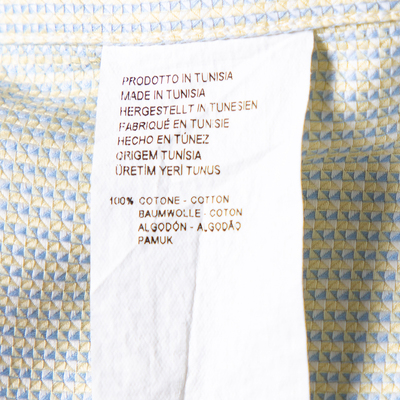 PRODOTTO IN TUNISIA
MADE IN TUNISIA
HERGESTELLT IN TUNESIEN
FABRIQUÉ EN TUNISIE
HECHO EN TÚNEZ
ORIGEM TUNÍSIA
ÜRETİM YERİ TUNUS
100% COTONE - COTTON
BAUMWOLLE - COTON
ALGODÓN - ALGODÃO
PAMUK